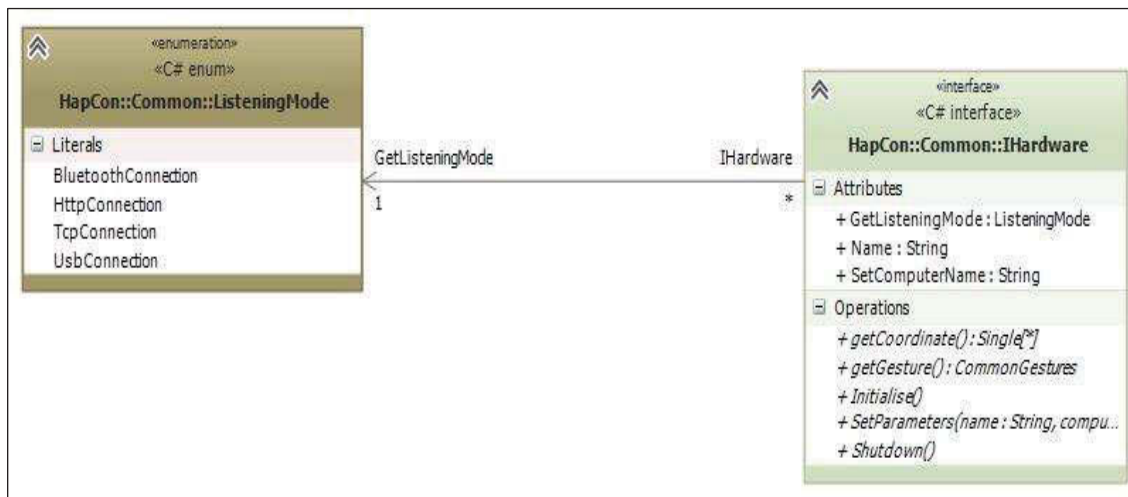 «enumeration»
«C# enum»
HapCon::Common::ListeningMode
Literals
BluetoothConnection
HttpConnection
TcpConnection
UsbConnection
GetListeningMode
1
IHardware
*
«interface»
«C# interface»
HapCon::Common::IHardware
Attributes
+ GetListeningMode : ListeningMode
+ Name : String
+ SetComputerName : String
Operations
+ getCoordinate() : Single[*]
+ getGesture() : CommonGestures
+ Initialise()
+ SetParameters(name : String, compu...
+ Shutdown()